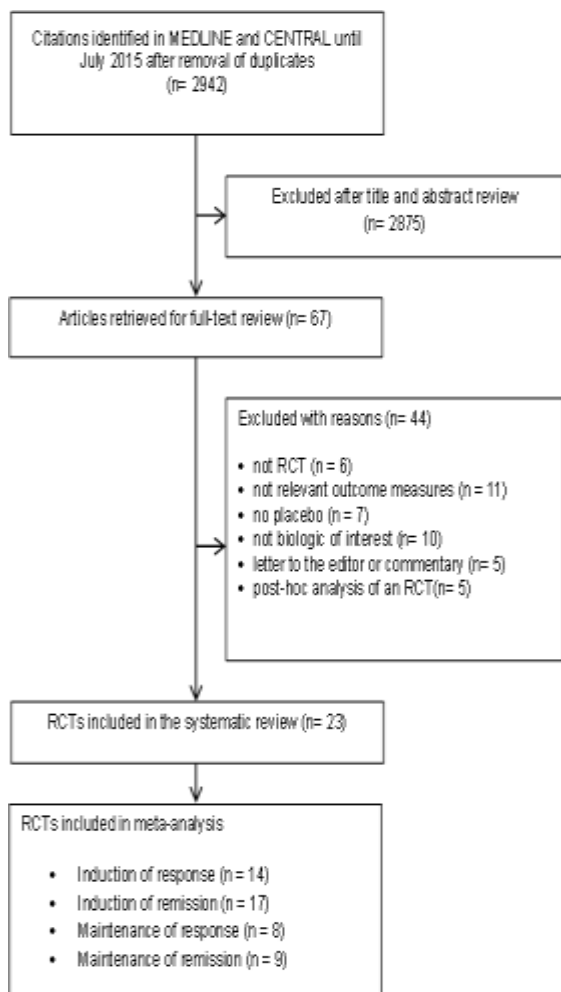 Citations identified in MEDLINE and CENTRAL until
July 2015 after removal of duplicates
(n= 2942)
Excluded after title and abstract review
(n= 2875)
Articles retrieved for full-text review (n= 67)
Excluded with reasons (n= 44)
• not RCT (n= 6)
• not relevant outcome measures (n= 11)
• no placebo (n= 7)
• not biologic of interest (n= 10)
• letter to the editor or commentary (n= 5)
• post-hoc analysis of an RCT(n= 5)
RCTs included in the systematic review (n= 23)
RCTs included in meta-analysis
• Induction of response (n = 14)
• Induction of remission (n = 17)
• Maintenance of response (n = 8)
• Maintenance of remission (n = 9)